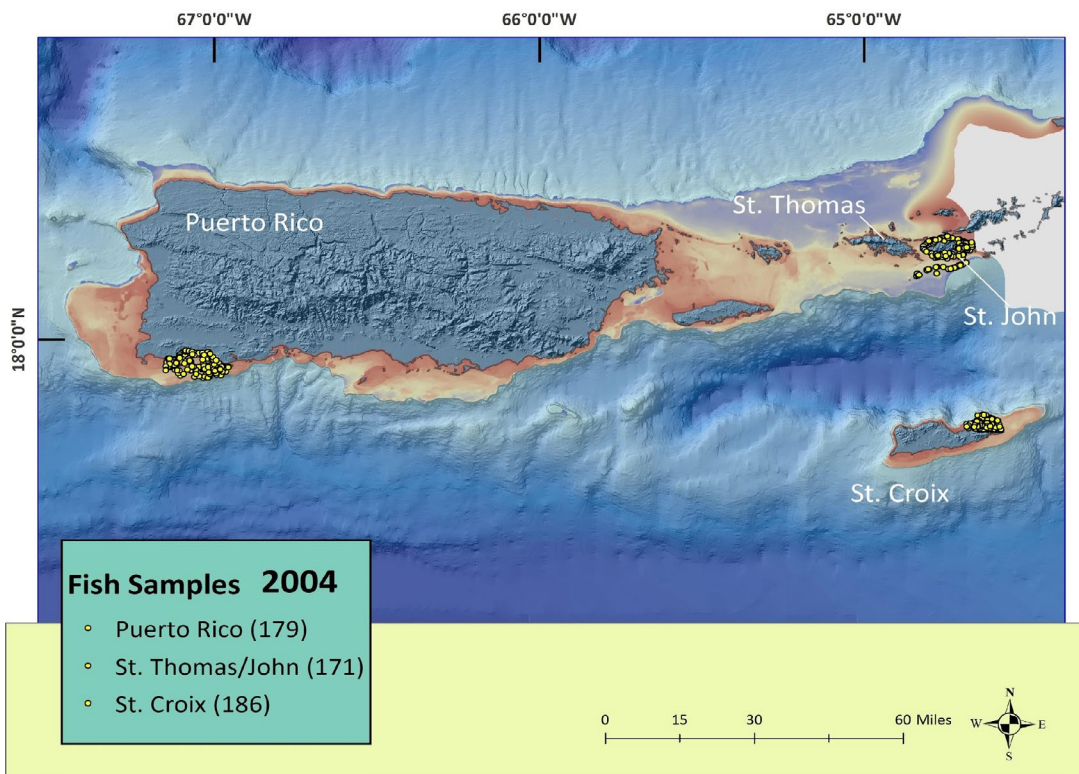 67°0'0"W 66°0'0"W 65°0'0"W
Puerto Rico
St. Thomas
St. John
18°0'0"N
St. Croix
Fish Samples 2004
Puerto Rico (179)
St. Thomas/John (171)
St. Croix (186)
0 15 30 60 Miles
N
W E
S